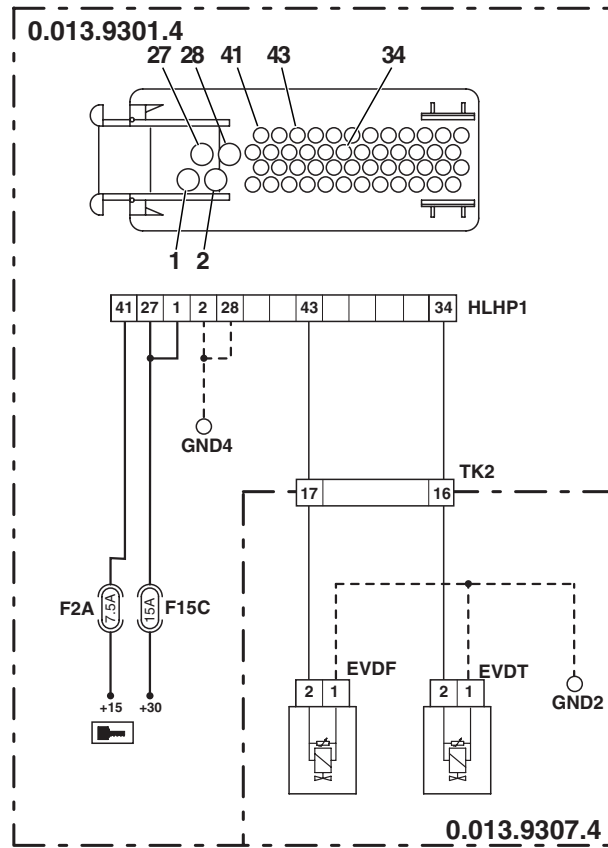 0.013.9301.4
27 28 41 43 34
1 2
41 27 1 2 28 43 34 HLHP1
GND4
TK2
17 16
F2A 7.5A 15A F15C
EVDF EVDT
2 1 2 1
GND2
+15 +30
0.013.9307.4